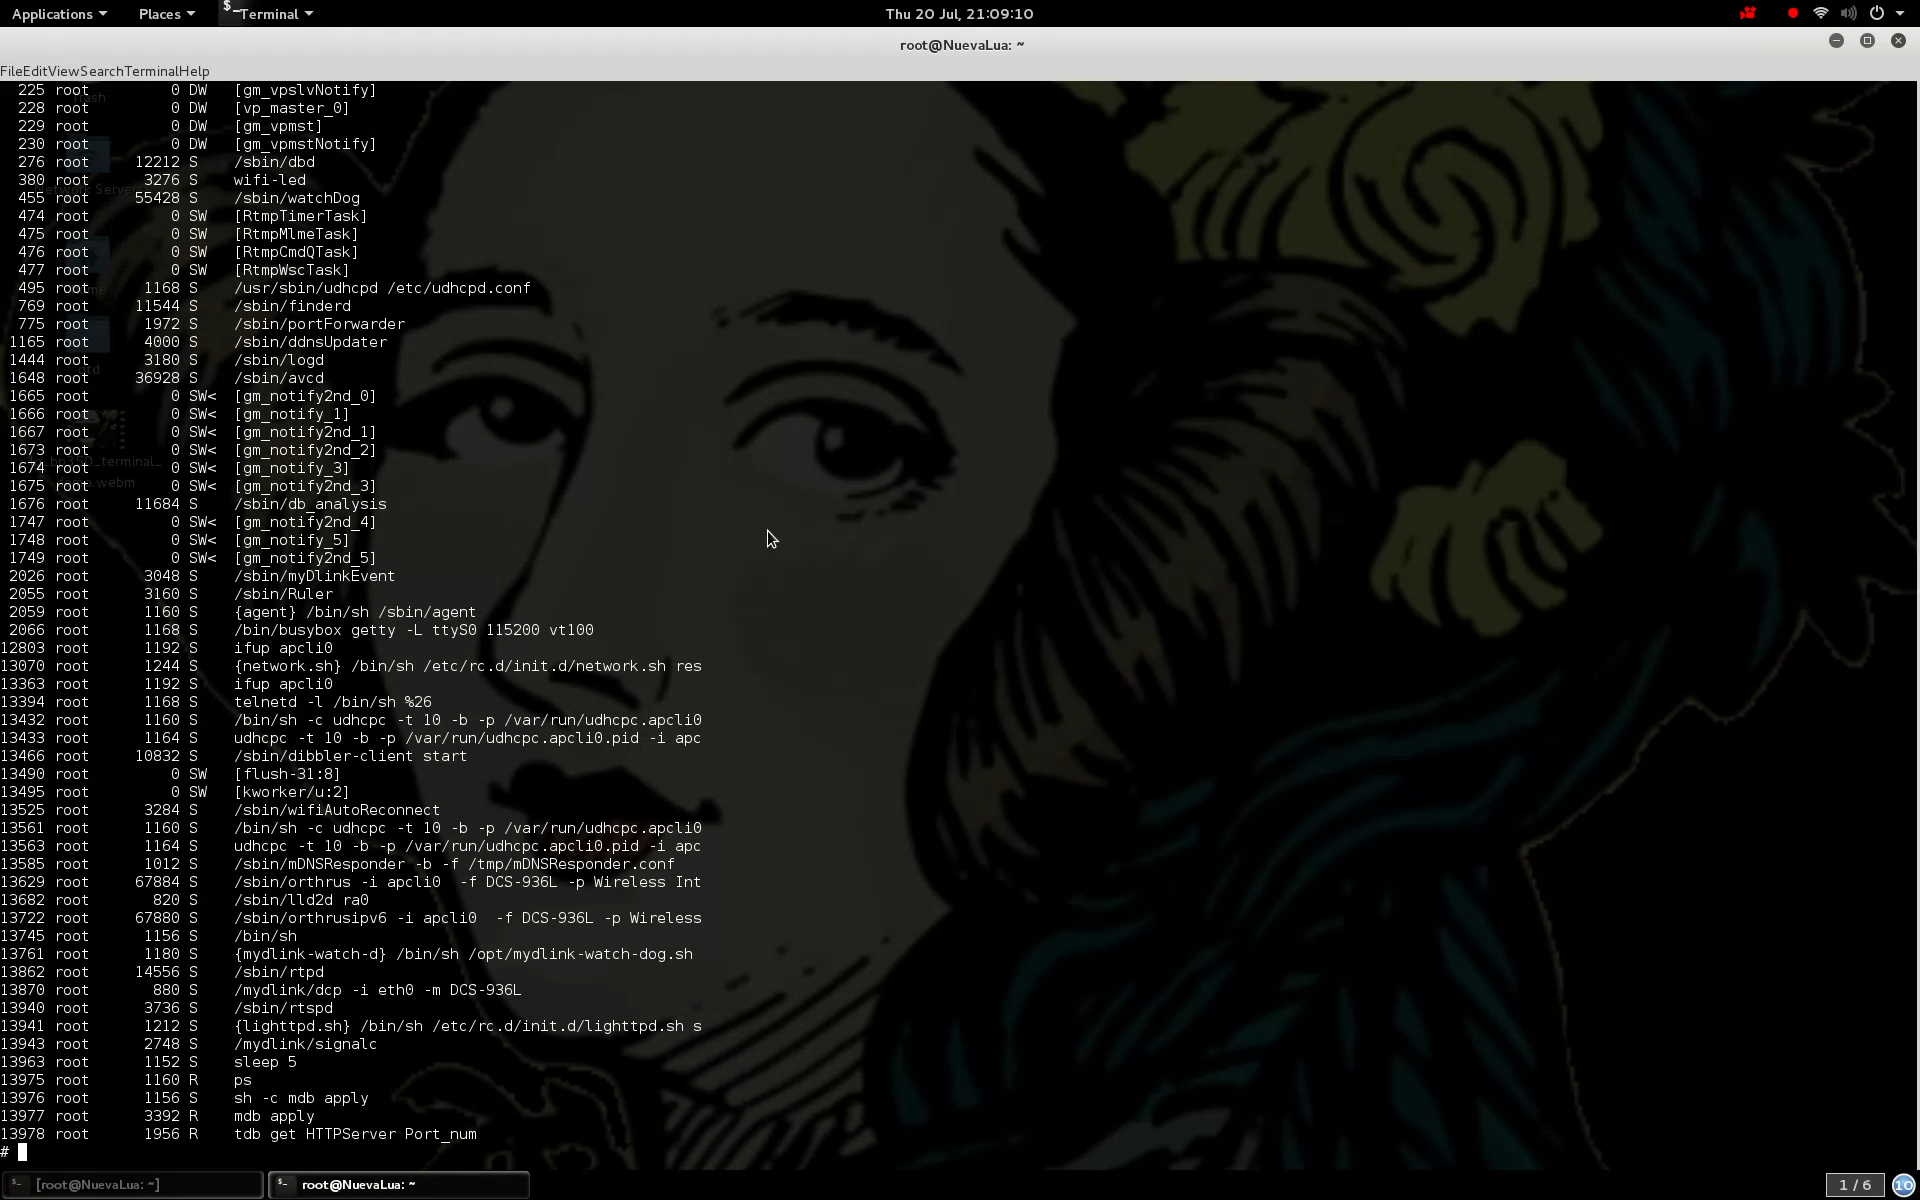 Applications Places Terminal Thu 20 Jul, 21:09:10
root@NuevaLua: ~
FileEditViewSearchTerminalHelp
225 root 0 DW [gm_vpslvNotify]
228 root 0 DW [vp_master_0]
229 root 0 DW [gm_vpmst]
230 root 0 DW [gm_vpmstNotify]
276 root 12212 S /sbin/dbd
380 root 3276 S wifi-led
455 root 55428 S /sbin/watchDog
474 root 0 SW [RtmpTimerTask]
475 root 0 SW [RtmpMlmeTask]
476 root 0 SW [RtmpCmdQTask]
477 root 0 SW [RtmpWscTask]
495 root 1168 S /usr/sbin/udhcpd /etc/udhcpd.conf
769 root 11544 S /sbin/finderd
775 root 1972 S /sbin/portForwarder
1165 root 4000 S /sbin/ddnsUpdater
1444 root 3180 S /sbin/logd
1648 root 36928 S /sbin/avcd
1665 root 0 SW< [gm_notify2nd_0]
1666 root 0 SW< [gm_notify_1]
1667 root 0 SW< [gm_notify2nd_1]
1673 root 0 SW< [gm_notify2nd_2]
1674 root 0 SW< [gm_notify_3]
1675 root 0 SW< [gm_notify2nd_3]
1676 root 11684 S /sbin/db_analysis
1747 root 0 SW< [gm_notify2nd_4]
1748 root 0 SW< [gm_notify_5]
1749 root 0 SW< [gm_notify2nd_5]
2026 root 3048 S /sbin/myDlinkEvent
2055 root 3160 S /sbin/Ruler
2059 root 1160 S {agent} /bin/sh /sbin/agent
2066 root 1168 S /bin/busybox getty -L ttyS0 115200 vt100
12803 root 1192 S ifup apcli0
13070 root 1244 S {network.sh} /bin/sh /etc/rc.d/init.d/network.sh res
13363 root 1192 S ifup apcli0
13394 root 1168 S telnetd -l /bin/sh %26
13432 root 1160 S /bin/sh -c udhcpc -t 10 -b -p /var/run/udhcpc.apcli0
13433 root 1164 S udhcpc -t 10 -b -p /var/run/udhcpc.apcli0.pid -i apc
13466 root 10832 S /sbin/dibbler-client start
13490 root 0 SW [flush-31:8]
13495 root 0 SW [kworker/u:2]
13525 root 3284 S /sbin/wifiAutoReconnect
13561 root 1160 S /bin/sh -c udhcpc -t 10 -b -p /var/run/udhcpc.apcli0
13563 root 1164 S udhcpc -t 10 -b -p /var/run/udhcpc.apcli0.pid -i apc
13585 root 1012 S /sbin/mDNSResponder -b -f /tmp/mDNSResponder.conf
13629 root 67884 S /sbin/orthrus -i apcli0 -f DCS-936L -p Wireless Int
13682 root 820 S /sbin/lld2d ra0
13722 root 67880 S /sbin/orthrusipv6 -i apcli0 -f DCS-936L -p Wireless
13745 root 1156 S /bin/sh
13761 root 1180 S {mydlink-watch-d} /bin/sh /opt/mydlink-watch-dog.sh
13862 root 14556 S /sbin/rtpd
13870 root 880 S /mydlink/dcp -i eth0 -m DCS-936L
13940 root 3736 S /sbin/rtspd
13941 root 1212 S {lighttpd.sh} /bin/sh /etc/rc.d/init.d/lighttpd.sh s
13943 root 2748 S /mydlink/signalc
13963 root 1152 S sleep 5
13975 root 1160 R ps
13976 root 1156 S sh -c mdb apply
13977 root 3392 R mdb apply
13978 root 1956 R tdb get HTTPServer Port_num
#
[root@NuevaLua: ~] root@NuevaLua: ~ 1 / 6